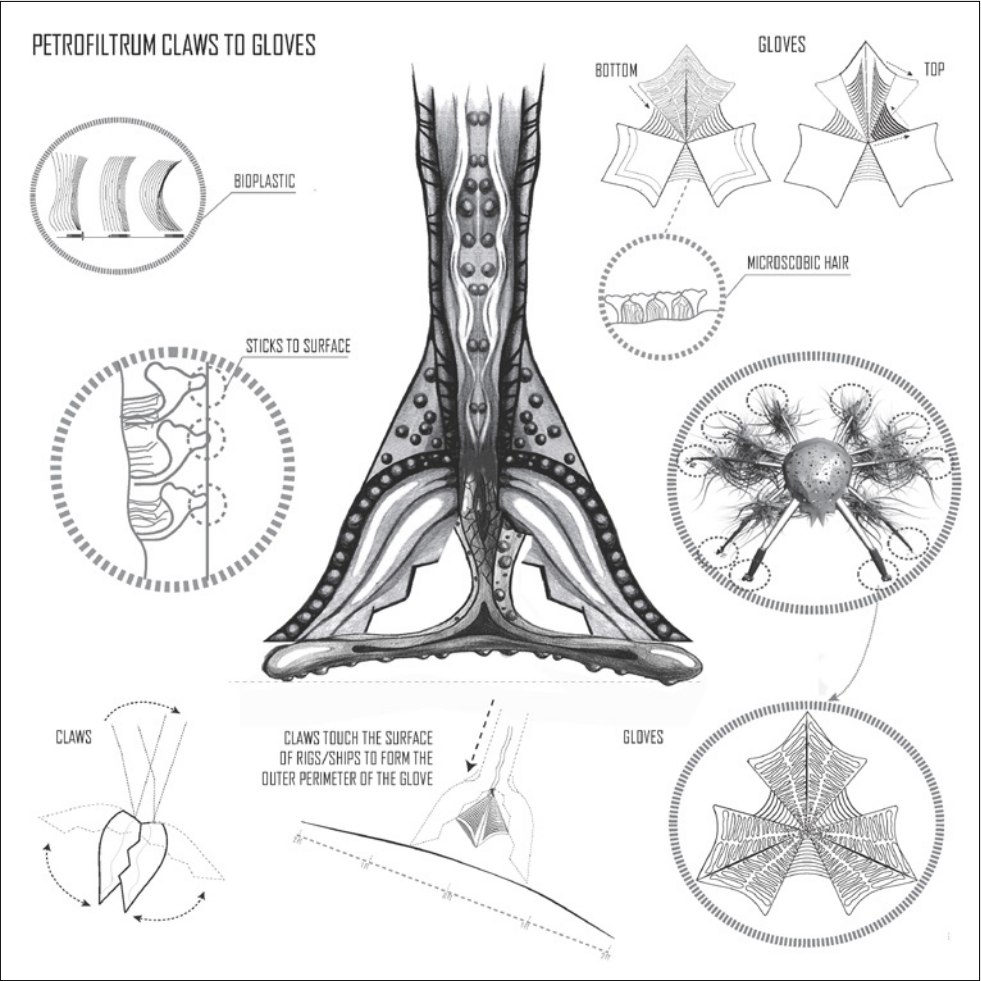 PETROFILTRUM CLAWS TO GLOVES
GLOVES
BOTTOM
TOP
BIOPLASTIC
MICROSCOBIC HAIR
STICKS TO SURFACE
CLAWS
CLAWS TOUCH THE SURFACE
OF RIGS/SHIPS TO FORM THE
OUTER PERIMETER OF THE GLOVE
GLOVES